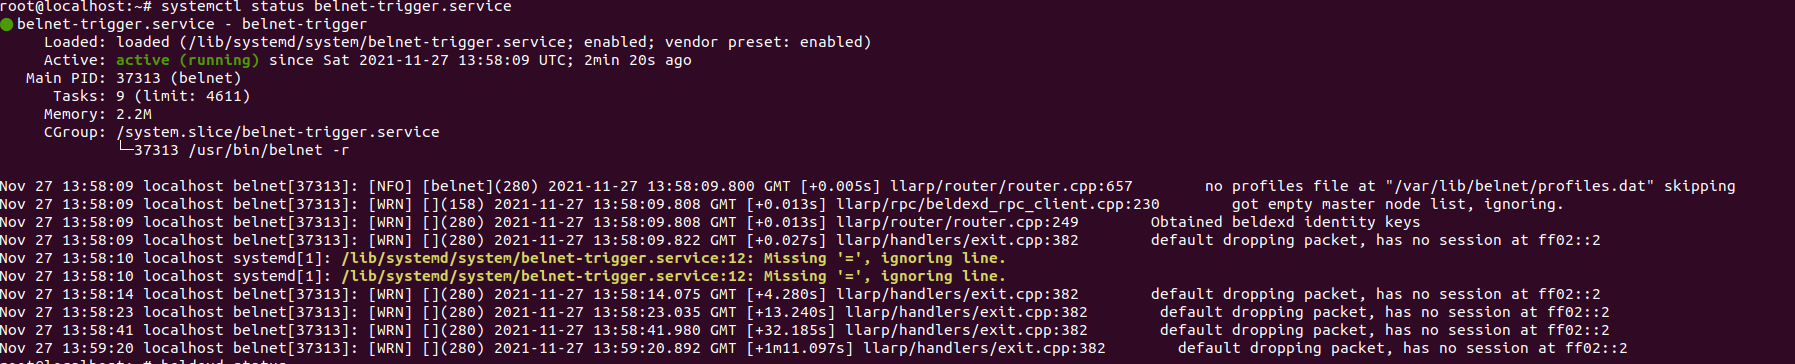 root@localhost:~# systemctl status belnet-trigger.service
● belnet-trigger.service - belnet-trigger
Loaded: loaded (/lib/systemd/system/belnet-trigger.service; enabled; vendor preset: enabled)
Active: active (running) since Sat 2021-11-27 13:58:09 UTC; 2min 20s ago
Main PID: 37313 (belnet)
Tasks: 9 (limit: 4611)
Memory: 2.2M
CGroup: /system.slice/belnet-trigger.service
└─37313 /usr/bin/belnet -r
Nov 27 13:58:09 localhost belnet[37313]: [NFO] [belnet](280) 2021-11-27 13:58:09.800 GMT [+0.005s] llarp/router/router.cpp:657 no profiles file at "/var/lib/belnet/profiles.dat" skipping
Nov 27 13:58:09 localhost belnet[37313]: [WRN] [](158) 2021-11-27 13:58:09.808 GMT [+0.013s] llarp/rpc/beldexd_rpc_client.cpp:230 got empty master node list, ignoring.
Nov 27 13:58:09 localhost belnet[37313]: [WRN] [](280) 2021-11-27 13:58:09.808 GMT [+0.013s] llarp/router/router.cpp:249 Obtained beldexd identity keys
Nov 27 13:58:09 localhost belnet[37313]: [WRN] [](280) 2021-11-27 13:58:09.822 GMT [+0.027s] llarp/handlers/exit.cpp:382 default dropping packet, has no session at ff02::2
Nov 27 13:58:10 localhost systemd[1]: /lib/systemd/system/belnet-trigger.service:12: Missing '=', ignoring line.
Nov 27 13:58:10 localhost systemd[1]: /lib/systemd/system/belnet-trigger.service:12: Missing '=', ignoring line.
Nov 27 13:58:14 localhost belnet[37313]: [WRN] [](280) 2021-11-27 13:58:14.075 GMT [+4.280s] llarp/handlers/exit.cpp:382 default dropping packet, has no session at ff02::2
Nov 27 13:58:23 localhost belnet[37313]: [WRN] [](280) 2021-11-27 13:58:23.035 GMT [+13.240s] llarp/handlers/exit.cpp:382 default dropping packet, has no session at ff02::2
Nov 27 13:58:41 localhost belnet[37313]: [WRN] [](280) 2021-11-27 13:58:41.980 GMT [+32.185s] llarp/handlers/exit.cpp:382 default dropping packet, has no session at ff02::2
Nov 27 13:59:20 localhost belnet[37313]: [WRN] [](280) 2021-11-27 13:59:20.892 GMT [+1m11.097s] llarp/handlers/exit.cpp:382 default dropping packet, has no session at ff02::2